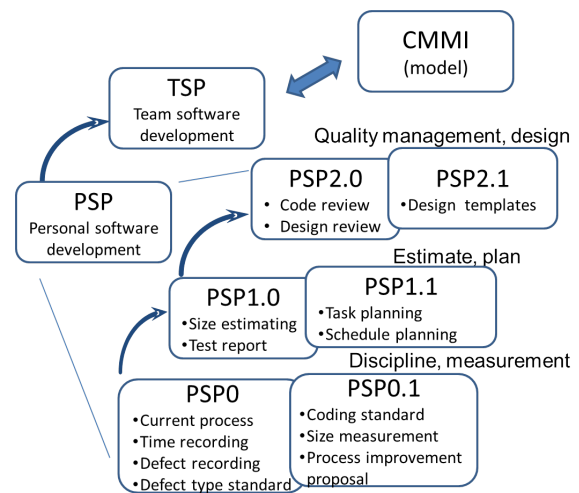 CMMI
(model)
TSP
Team software
development
Quality management, design
PSP2.0
• Code review
• Design review
PSP2.1
•Design templates
PSP
Personal software
development
Estimate, plan
PSP1.0
•Size estimating
•Test report
PSP1.1
•Task planning
•Schedule planning
Discipline, measurement
PSP0
•Current process
•Time recording
•Defect recording
•Defect type standard
PSP0.1
•Coding standard
•Size measurement
•Process improvement
proposal